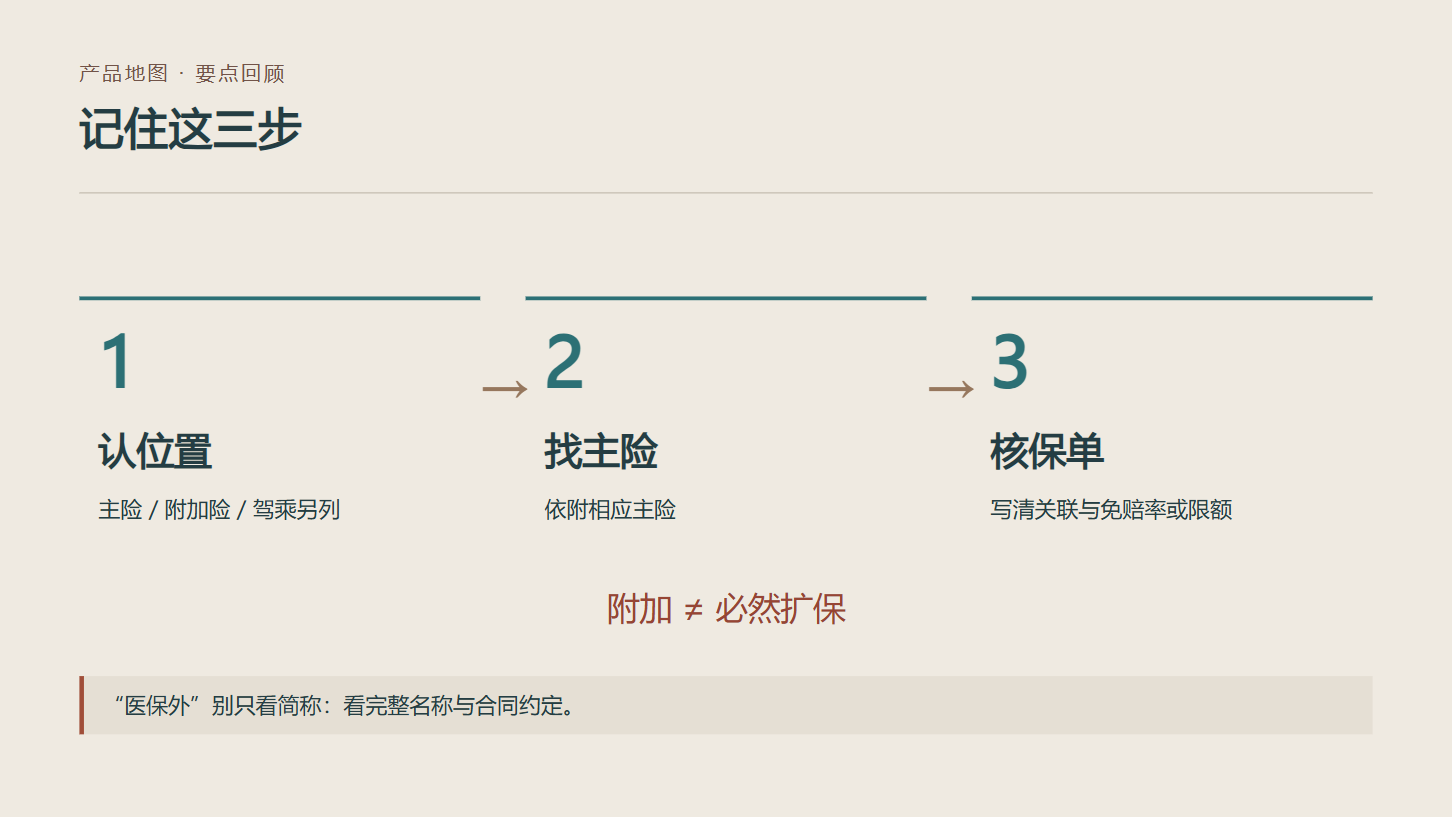 产品地图 · 要点回顾
记住这三步
1
认位置
主险 / 附加险 / 驾乘另列
→
2
找主险
依附相应主险
→
3
核保单
写清关联与免赔率或限额
附加 ≠ 必然扩保
“医保外”别只看简称：看完整名称与合同约定。